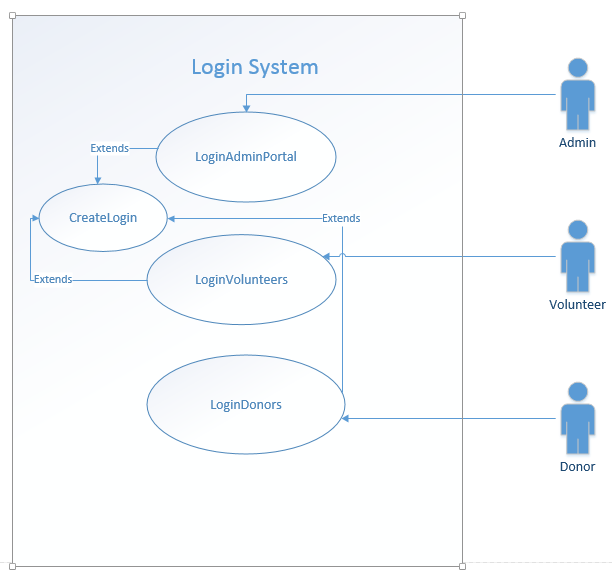 Login System
Admin
Extends
LoginAdminPortal
CreateLogin
Extends
Extends
LoginVolunteers
Volunteer
LoginDonors
Donor